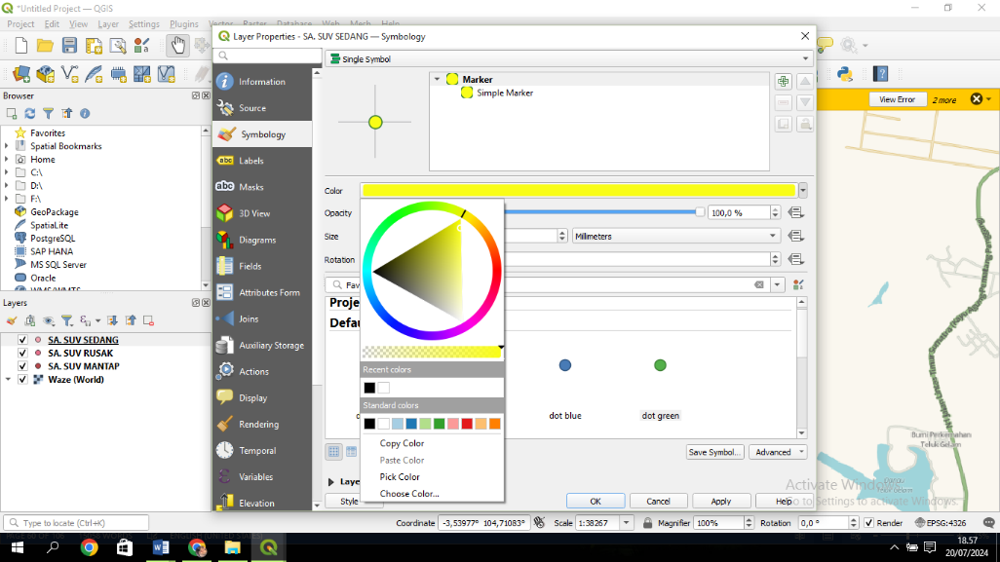 *Untitled Project — QGIS
Project Edit View Layer Settings Plugins Vector Raster Database Web Mesh Help
Layer Properties - SA. SUV SEDANG — Symbology
Single Symbol
Information
Source
Symbology
Labels
Masks
3D View
Diagrams
Fields
Attributes Form
Joins
Auxiliary Storage
Actions
Display
Rendering
Temporal
Variables
Elevation
Marker
Simple Marker
Color
Opacity 100,0 %
Size Millimeters
Rotation
Fav
Proje
Defau
dot blue
dot green
Recent colors
Standard colors
Copy Color
Paste Color
Pick Color
Choose Color...
Save Symbol...
Advanced
Laye
Style
OK
Cancel
Apply
Help
View Error 2 more
Browser
Favorites
Spatial Bookmarks
Home
C:\
D:\
F:\
GeoPackage
SpatiaLite
PostgreSQL
SAP HANA
MS SQL Server
Oracle
WMS/WMTS
Layers
SA. SUV SEDANG
SA. SUV RUSAK
SA. SUV MANTAP
Waze (World)
Bumi Perkemahan
Teluk Gelam
Danau
Teluk Gelam
Activate Windows
Go to Settings to activate Windows.
Type to locate (Ctrl+K)
Coordinate -3,53977° 104,71083° Scale 1:38267 Magnifier 100% Rotation 0,0 ° Render EPSG:4326
18.57
20/07/2024